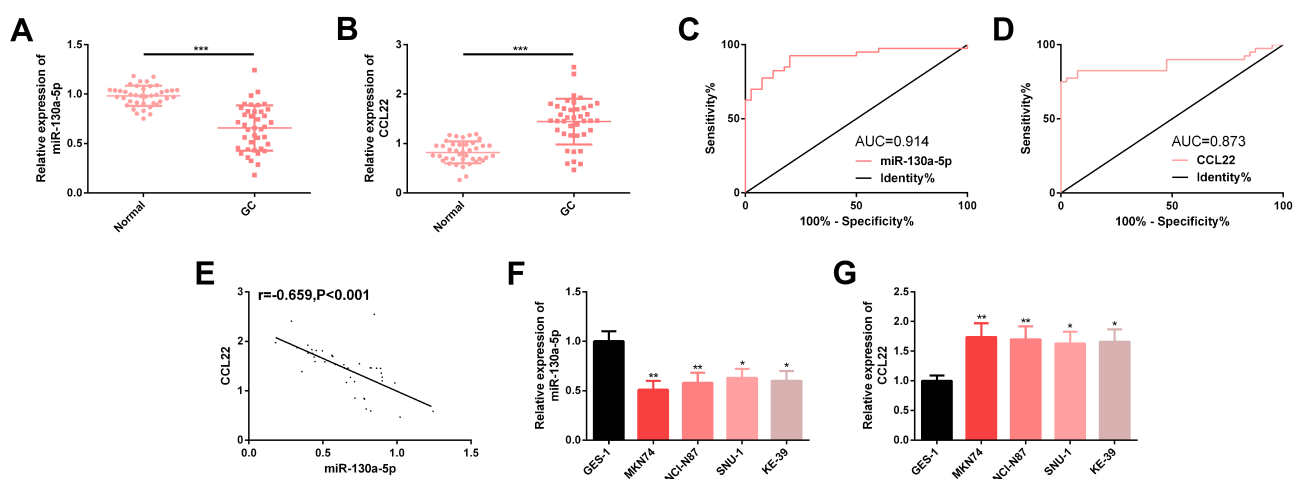 A
Relative expression of
miR-130a-5p
1.5
1.0
0.5
0.0
***
Normal
GC
B
Relative expression of
CCL22
3
2
1
0
***
Normal
GC
C
Sensitivity%
100
50
0
0
50
100
AUC=0.914
miR-130a-5p
Identity%
100% - Specificity%
D
Sensitivity%
100
50
0
0
50
100
AUC=0.873
CCL22
Identity%
100% - Specificity%
E
r=-0.659,P<0.001
CCL22
3
2
1
0
0.0
0.5
1.0
1.5
miR-130a-5p
F
Relative expression of
miR-130a-5p
1.5
1.0
0.5
0.0
**
**
*
*
GES-1
MKN74
NCI-N87
SNU-1
KE-39
G
Relative expression of
CCL22
2.5
2.0
1.5
1.0
0.5
0.0
**
**
*
*
GES-1
MKN74
NCI-N87
SNU-1
KE-39